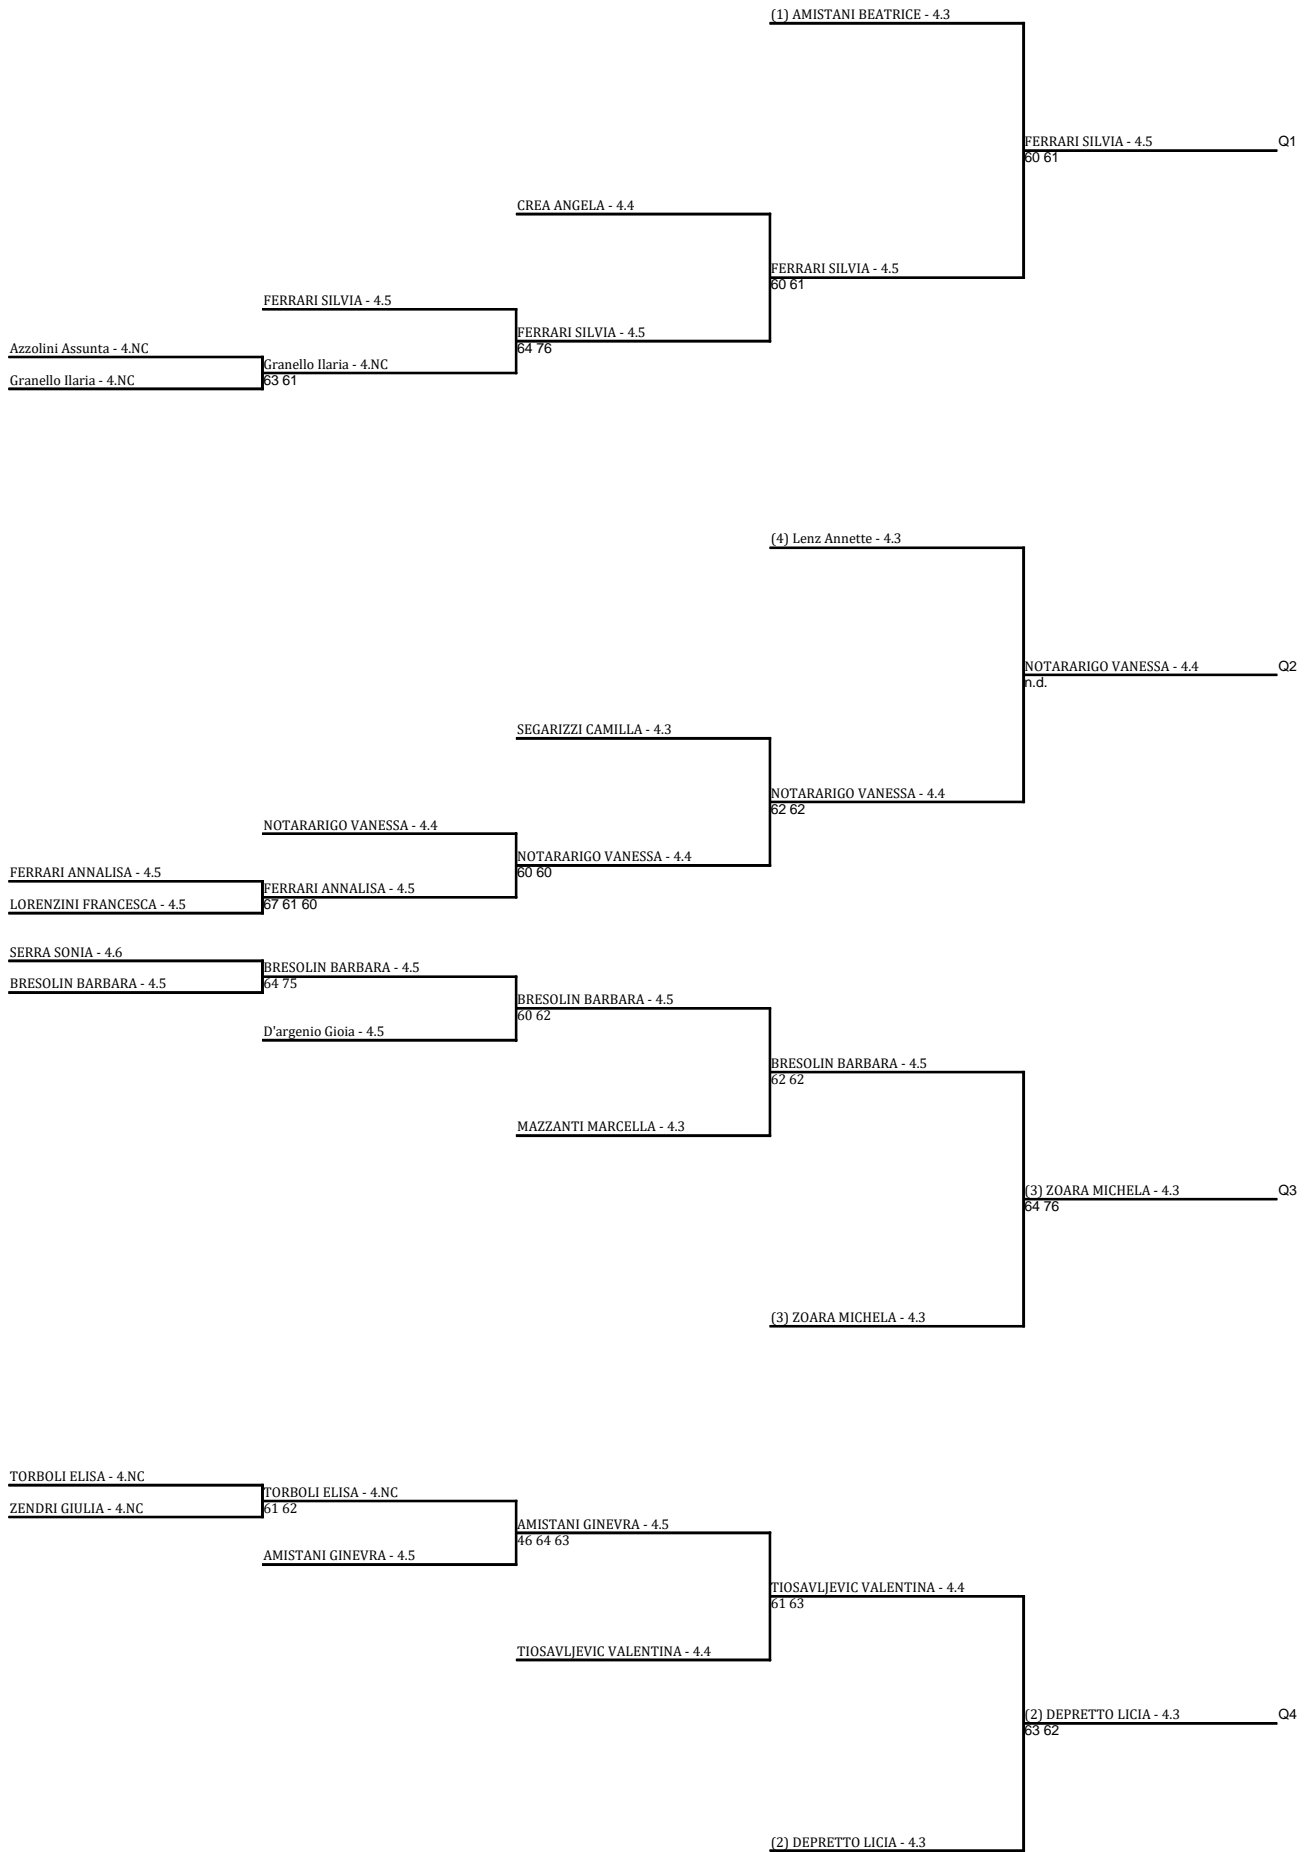 (1) AMISTANI BEATRICE - 4.3
FERRARI SILVIA - 4.5
Q1
60 61
CREA ANGELA - 4.4
FERRARI SILVIA - 4.5
60 61
FERRARI SILVIA - 4.5
FERRARI SILVIA - 4.5
64 76
Azzolini Assunta - 4.NC
Granello Ilaria - 4.NC
63 61
Granello Ilaria - 4.NC
(4) Lenz Annette - 4.3
NOTARARIGO VANESSA - 4.4
Q2
n.d.
SEGARIZZI CAMILLA - 4.3
NOTARARIGO VANESSA - 4.4
62 62
NOTARARIGO VANESSA - 4.4
NOTARARIGO VANESSA - 4.4
60 60
FERRARI ANNALISA - 4.5
FERRARI ANNALISA - 4.5
67 61 60
LORENZINI FRANCESCA - 4.5
SERRA SONIA - 4.6
BRESOLIN BARBARA - 4.5
64 75
BRESOLIN BARBARA - 4.5
BRESOLIN BARBARA - 4.5
60 62
D'argenio Gioia - 4.5
BRESOLIN BARBARA - 4.5
62 62
MAZZANTI MARCELLA - 4.3
(3) ZOARA MICHELA - 4.3
Q3
64 76
(3) ZOARA MICHELA - 4.3
TORBOLI ELISA - 4.NC
TORBOLI ELISA - 4.NC
61 62
ZENDRI GIULIA - 4.NC
AMISTANI GINEVRA - 4.5
46 64 63
AMISTANI GINEVRA - 4.5
TIOSAVLJEVIC VALENTINA - 4.4
61 63
TIOSAVLJEVIC VALENTINA - 4.4
(2) DEPRETTO LICIA - 4.3
Q4
63 62
(2) DEPRETTO LICIA - 4.3